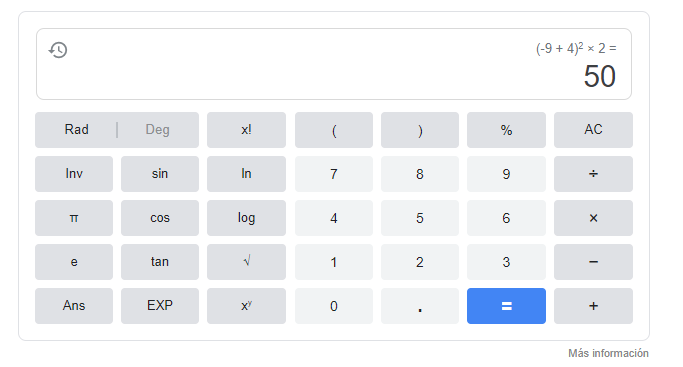 (-9 + 4)² × 2 =
50
Rad | Deg x! ( ) % AC
Inv sin ln 7 8 9 ÷
π cos log 4 5 6 ×
e tan √ 1 2 3 −
Ans EXP xʸ 0 . = +
Más información